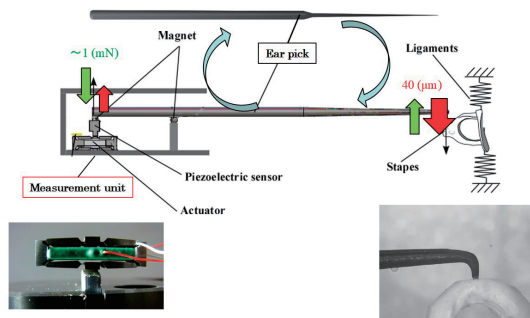 Magnet
~1 (mN)
Ear pick
Ligaments
40 (μm)
Piezoelectric sensor
Stapes
Measurement unit
Actuator